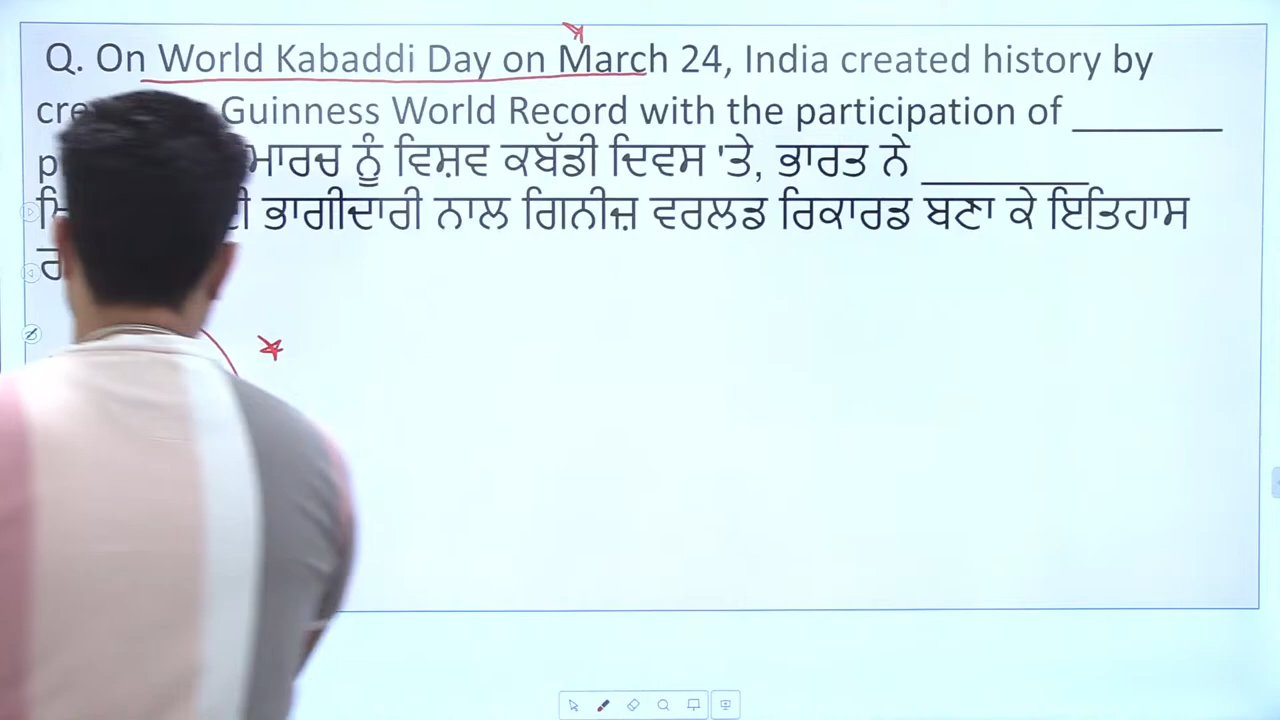 Q. On World Kabaddi Day on March 24, India created history by
Guinness World Record with the participation of ________
ਮਾਰਚ ਨੂੰ ਵਿਸ਼ਵ ਕਬੱਡੀ ਦਿਵਸ 'ਤੇ, ਭਾਰਤ ਨੇ ________
ਭਾਗੀਦਾਰੀ ਨਾਲ ਗਿਨੀਜ਼ ਵਰਲਡ ਰਿਕਾਰਡ ਬਣਾ ਕੇ ਇਤਿਹਾਸ